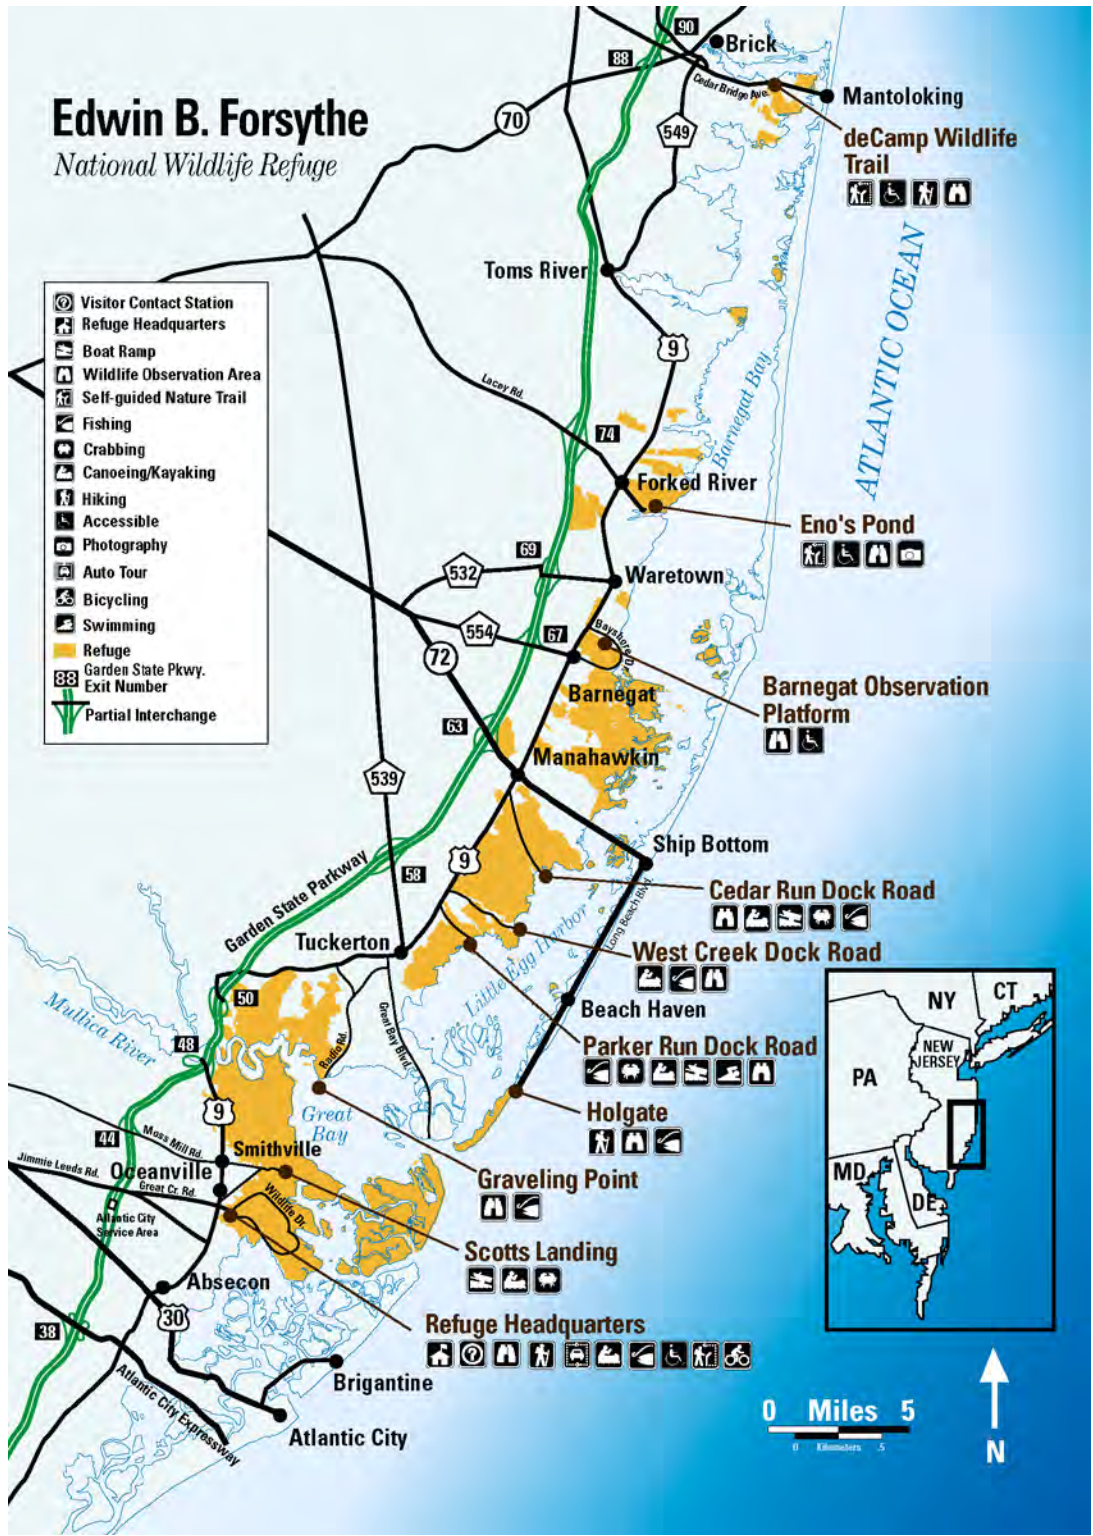 Edwin B. Forsythe
National Wildlife Refuge
90
Brick
88
Cedar Bridge Ave.
Mantoloking
70
549
deCamp Wildlife
Trail
ATLANTIC OCEAN
Toms River
9
Visitor Contact Station
Refuge Headquarters
Boat Ramp
Wildlife Observation Area
Self-guided Nature Trail
Fishing
Crabbing
Canoeing/Kayaking
Hiking
Accessible
Photography
Auto Tour
Bicycling
Swimming
Refuge
88 Garden State Pkwy.
Exit Number
Partial Interchange
Lacey Rd.
Barnegat Bay
74
Forked River
Eno's Pond
69
532
Waretown
554
67
Bayshore Dr.
72
Barnegat
Barnegat Observation
Platform
63
Manahawkin
539
9
Ship Bottom
58
Garden State Parkway
Cedar Run Dock Road
Long Beach Blvd.
Tuckerton
West Creek Dock Road
Little Egg Harbor
50
Beach Haven
Mullica River
Great Bay Blvd.
Radio Rd.
48
Parker Run Dock Road
NY
CT
NEW
JERSEY
PA
MD
DE
9
Great
Bay
Holgate
44
Moss Mill Rd.
Smithville
Jimmie Leeds Rd.
Oceanville
Great Cr. Rd.
Graveling Point
Wildlife Dr.
Atlantic City
Service Area
Scotts Landing
Absecon
30
Refuge Headquarters
38
Brigantine
Atlantic City Expressway
Atlantic City
0 Miles 5
0 Kilometers .5
N